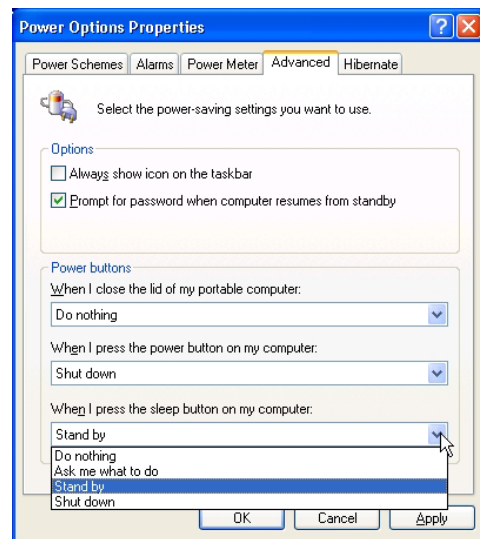 Power Options Properties
Power Schemes Alarms Power Meter Advanced Hibernate
Select the power-saving settings you want to use.
Options
Always show icon on the taskbar
Prompt for password when computer resumes from standby
Power buttons
When I close the lid of my portable computer:
Do nothing
When I press the power button on my computer:
Shut down
When I press the sleep button on my computer:
Stand by
Do nothing
Ask me what to do
Stand by
Shut down
OK Cancel Apply